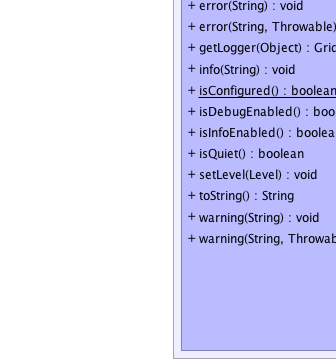 + error(String) : void
+ error(String, Throwable)
+ getLogger(Object) : Grid
+ info(String) : void
+ isConfigured() : boolean
+ isDebugEnabled() : boo
+ isInfoEnabled() : boolea
+ isQuiet() : boolean
+ setLevel(Level) : void
+ toString() : String
+ warning(String) : void
+ warning(String, Throwab